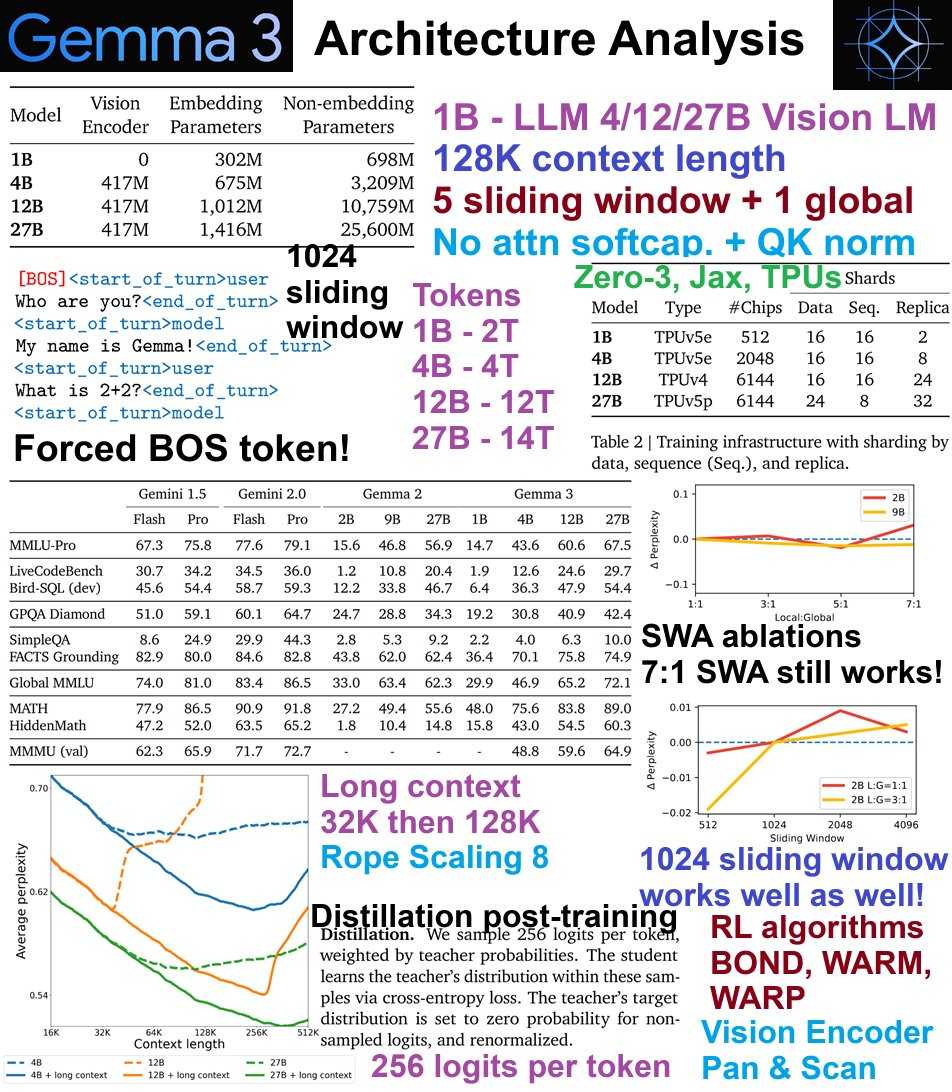 Gemma 3 Architecture Analysis
Model Vision Encoder Embedding Parameters Non-embedding Parameters
1B 0 302M 698M
4B 417M 675M 3,209M
12B 417M 1,012M 10,759M
27B 417M 1,416M 25,600M
1B - LLM 4/12/27B Vision LM
128K context length
5 sliding window + 1 global
No attn softcap. + QK norm
[BOS]<start_of_turn>user
Who are you?<end_of_turn>
<start_of_turn>model
My name is Gemma!<end_of_turn>
<start_of_turn>user
What is 2+2?<end_of_turn>
<start_of_turn>model
1024
sliding
window
Forced BOS token!
Tokens
1B - 2T
4B - 4T
12B - 12T
27B - 14T
Zero-3, Jax, TPUs
Shards
Model Type #Chips Data Seq. Replica
1B TPUv5e 512 16 16 2
4B TPUv5e 2048 16 16 8
12B TPUv4 6144 16 16 24
27B TPUv5p 6144 24 8 32
Table 2 | Training infrastructure with sharding by
data, sequence (Seq.), and replica.
Gemini 1.5 Gemini 2.0 Gemma 2 Gemma 3
Flash Pro Flash Pro 2B 9B 27B 1B 4B 12B 27B
MMLU-Pro 67.3 75.8 77.6 79.1 15.6 46.8 56.9 14.7 43.6 60.6 67.5
LiveCodeBench 30.7 34.2 34.5 36.0 1.2 10.8 20.4 1.9 12.6 24.6 29.7
Bird-SQL (dev) 45.6 54.4 58.7 59.3 12.2 33.8 46.7 6.4 36.3 47.9 54.4
GPQA Diamond 51.0 59.1 60.1 64.7 24.7 28.8 34.3 19.2 30.8 40.9 42.4
SimpleQA 8.6 24.9 29.9 44.3 2.8 5.3 9.2 2.2 4.0 6.3 10.0
FACTS Grounding 82.9 80.0 84.6 82.8 43.8 62.0 62.4 36.4 70.1 75.8 74.9
Global MMLU 74.0 81.0 83.4 86.5 33.0 63.4 62.3 29.9 46.9 65.2 72.1
MATH 77.9 86.5 90.9 91.8 27.2 49.4 55.6 48.0 75.6 83.8 89.0
HiddenMath 47.2 52.0 63.5 65.2 1.8 10.4 14.8 15.8 43.0 54.5 60.3
MMMU (val) 62.3 65.9 71.7 72.7 - - - - 48.8 59.6 64.9
0.1
0.0
−0.1
Δ Perplexity
2B
9B
1:1 3:1 5:1 7:1
Local:Global
SWA ablations
7:1 SWA still works!
0.01
0.00
−0.01
−0.02
Δ Perplexity
2B L:G=1:1
2B L:G=3:1
512 1024 2048 4096
Sliding Window
1024 sliding window
works well as well!
0.70
0.62
0.54
Average perplexity
16K 32K 64K 128K 256K 512K
Context length
4B 12B 27B
4B + long context 12B + long context 27B + long context
Long context
32K then 128K
Rope Scaling 8
Distillation post-training
Distillation. We sample 256 logits per token,
weighted by teacher probabilities. The student
learns the teacher's distribution within these sam-
ples via cross-entropy loss. The teacher's target
distribution is set to zero probability for non-
sampled logits, and renormalized.
256 logits per token
RL algorithms
BOND, WARM,
WARP
Vision Encoder
Pan & Scan